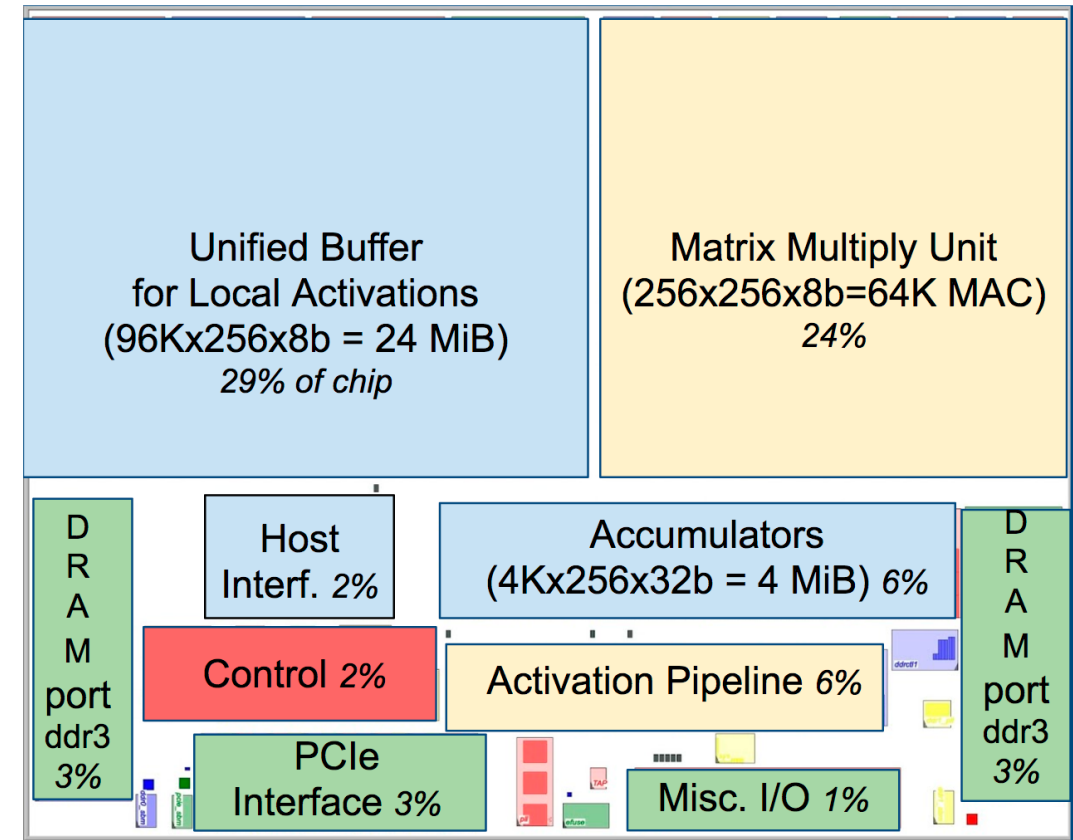 Unified Buffer
for Local Activations
(96Kx256x8b = 24 MiB)
29% of chip
Matrix Multiply Unit
(256x256x8b=64K MAC)
24%
D
R
A
M
port
ddr3
3%
Host
Interf. 2%
Accumulators
(4Kx256x32b = 4 MiB) 6%
D
R
A
M
port
ddr3
3%
Control 2%
Activation Pipeline 6%
PCIe
Interface 3%
Misc. I/O 1%
TAP
efuse